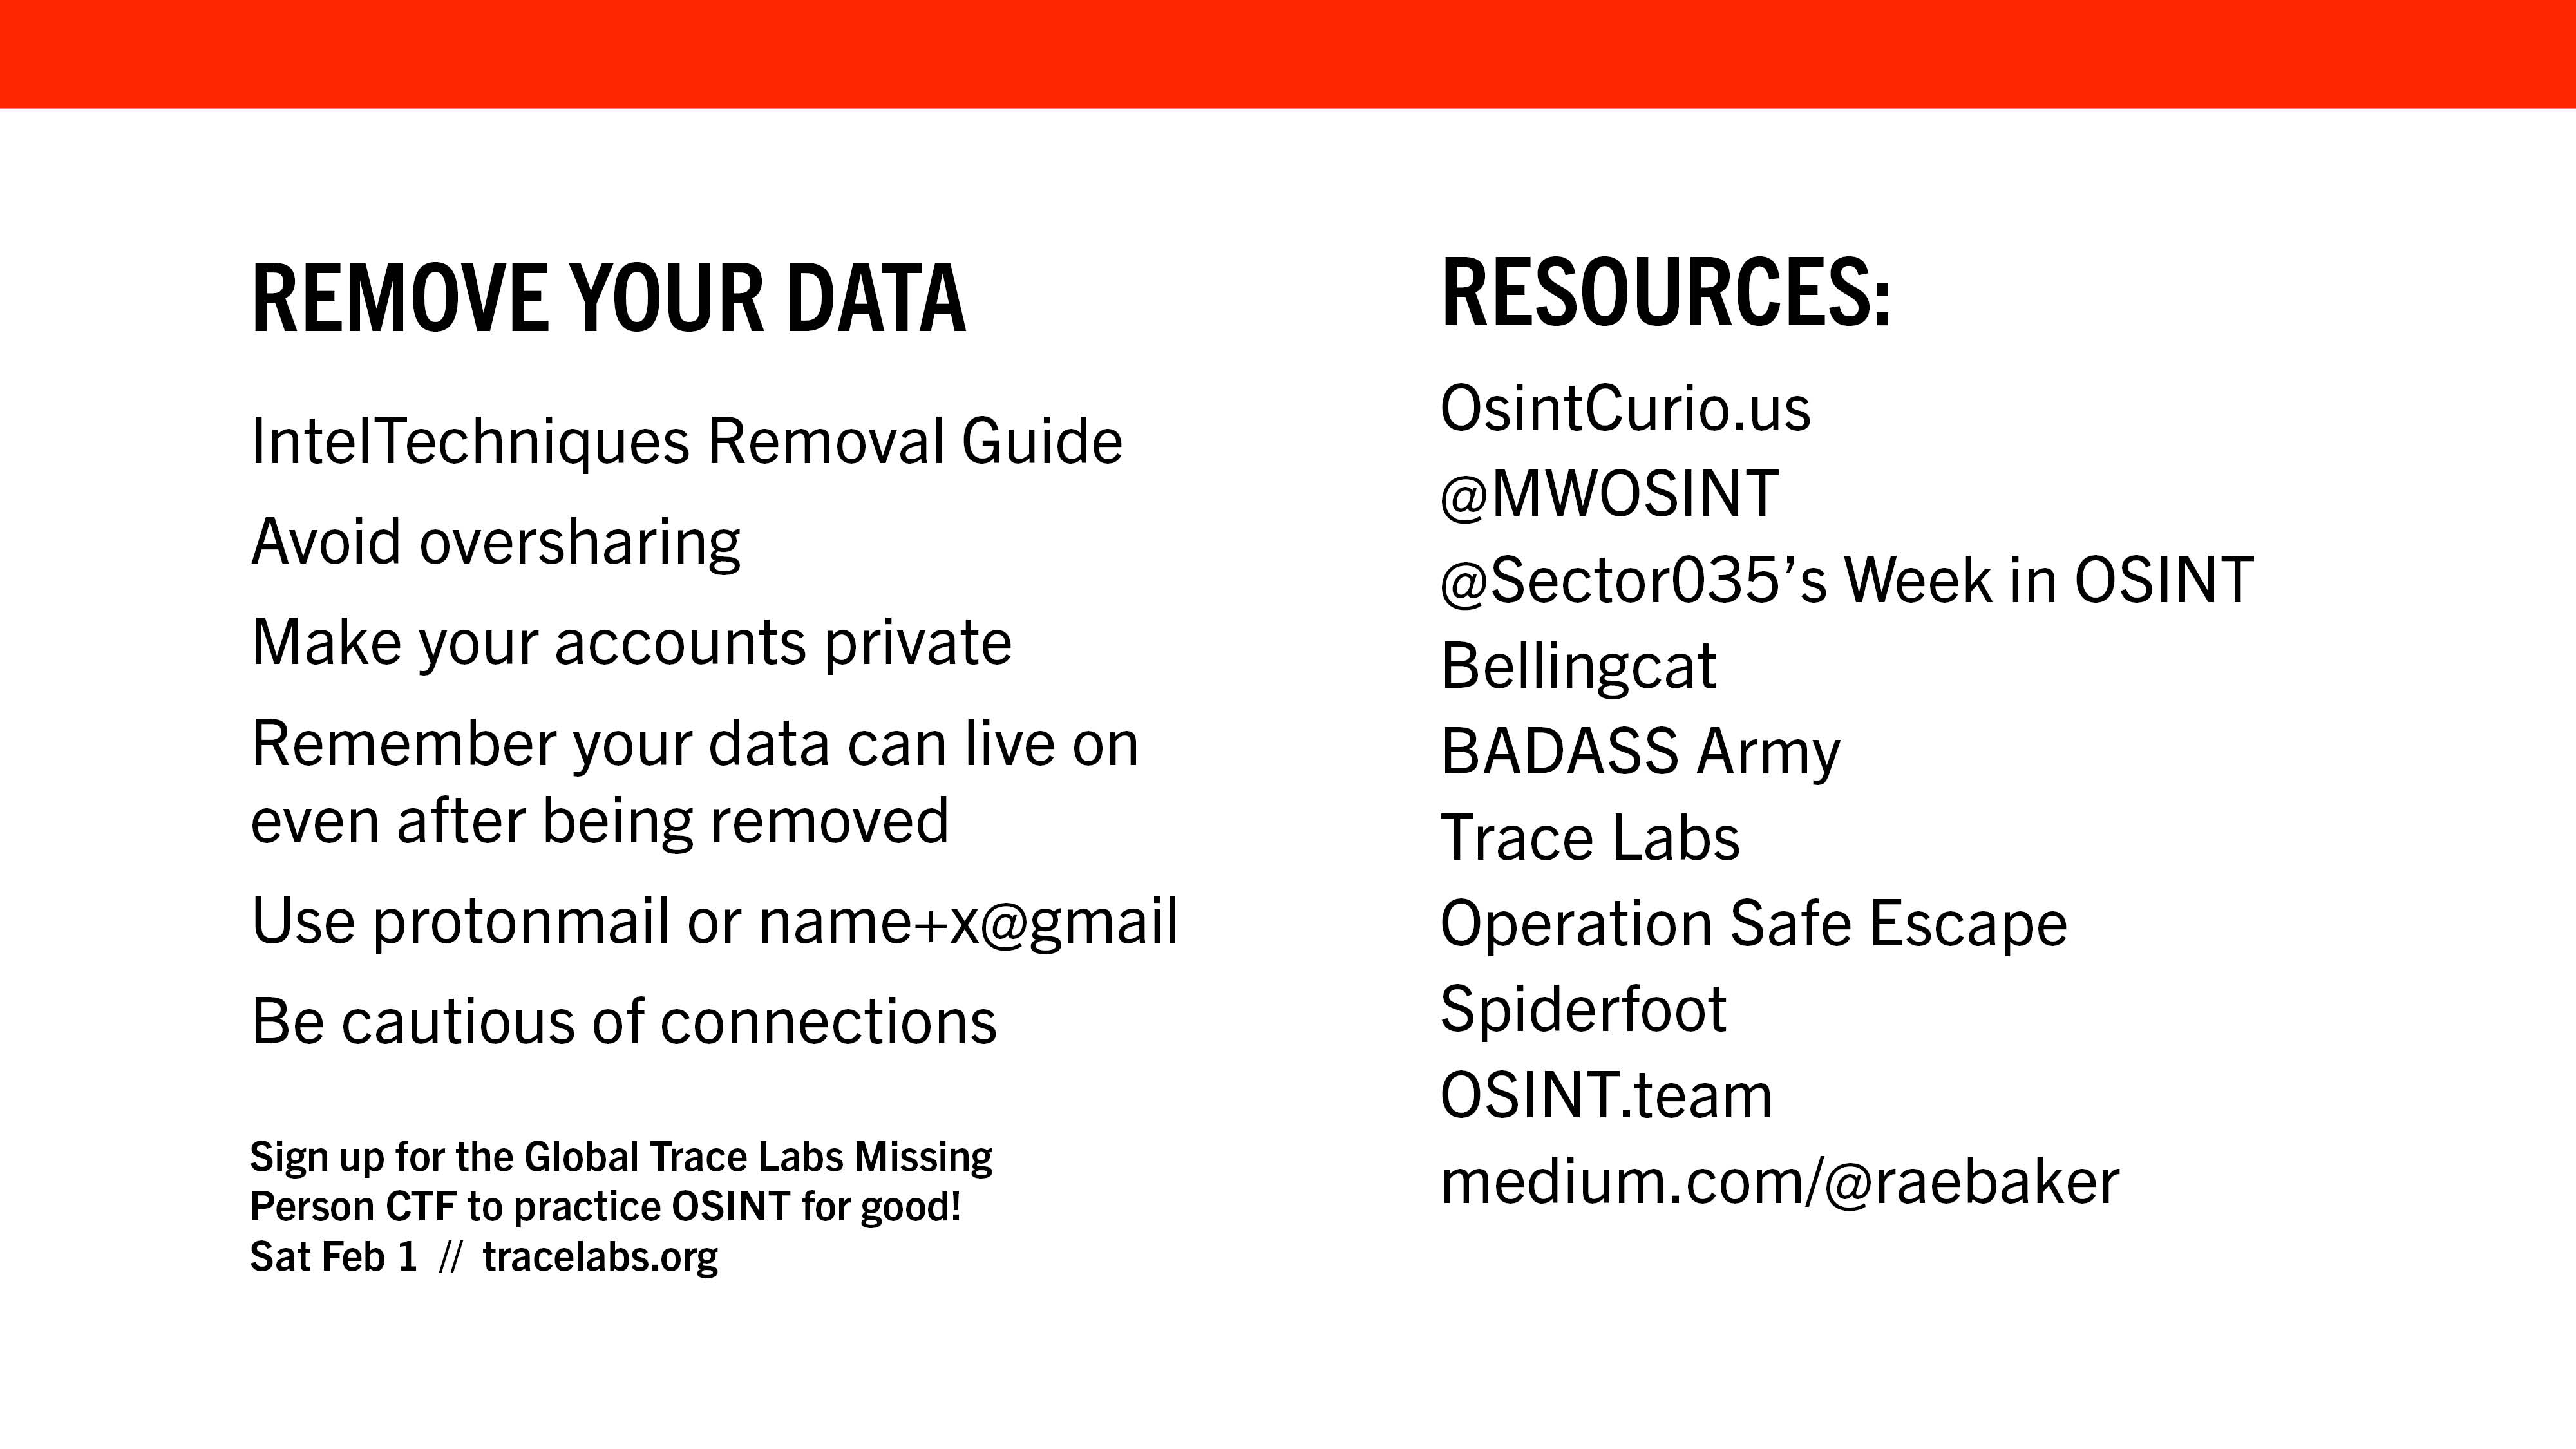 REMOVE YOUR DATA
IntelTechniques Removal Guide
Avoid oversharing
Make your accounts private
Remember your data can live on
even after being removed
Use protonmail or name+x@gmail
Be cautious of connections
Sign up for the Global Trace Labs Missing
Person CTF to practice OSINT for good!
Sat Feb 1 // tracelabs.org
RESOURCES:
OsintCurio.us
@MWOSINT
@Sector035’s Week in OSINT
Bellingcat
BADASS Army
Trace Labs
Operation Safe Escape
Spiderfoot
OSINT.team
medium.com/@raebaker